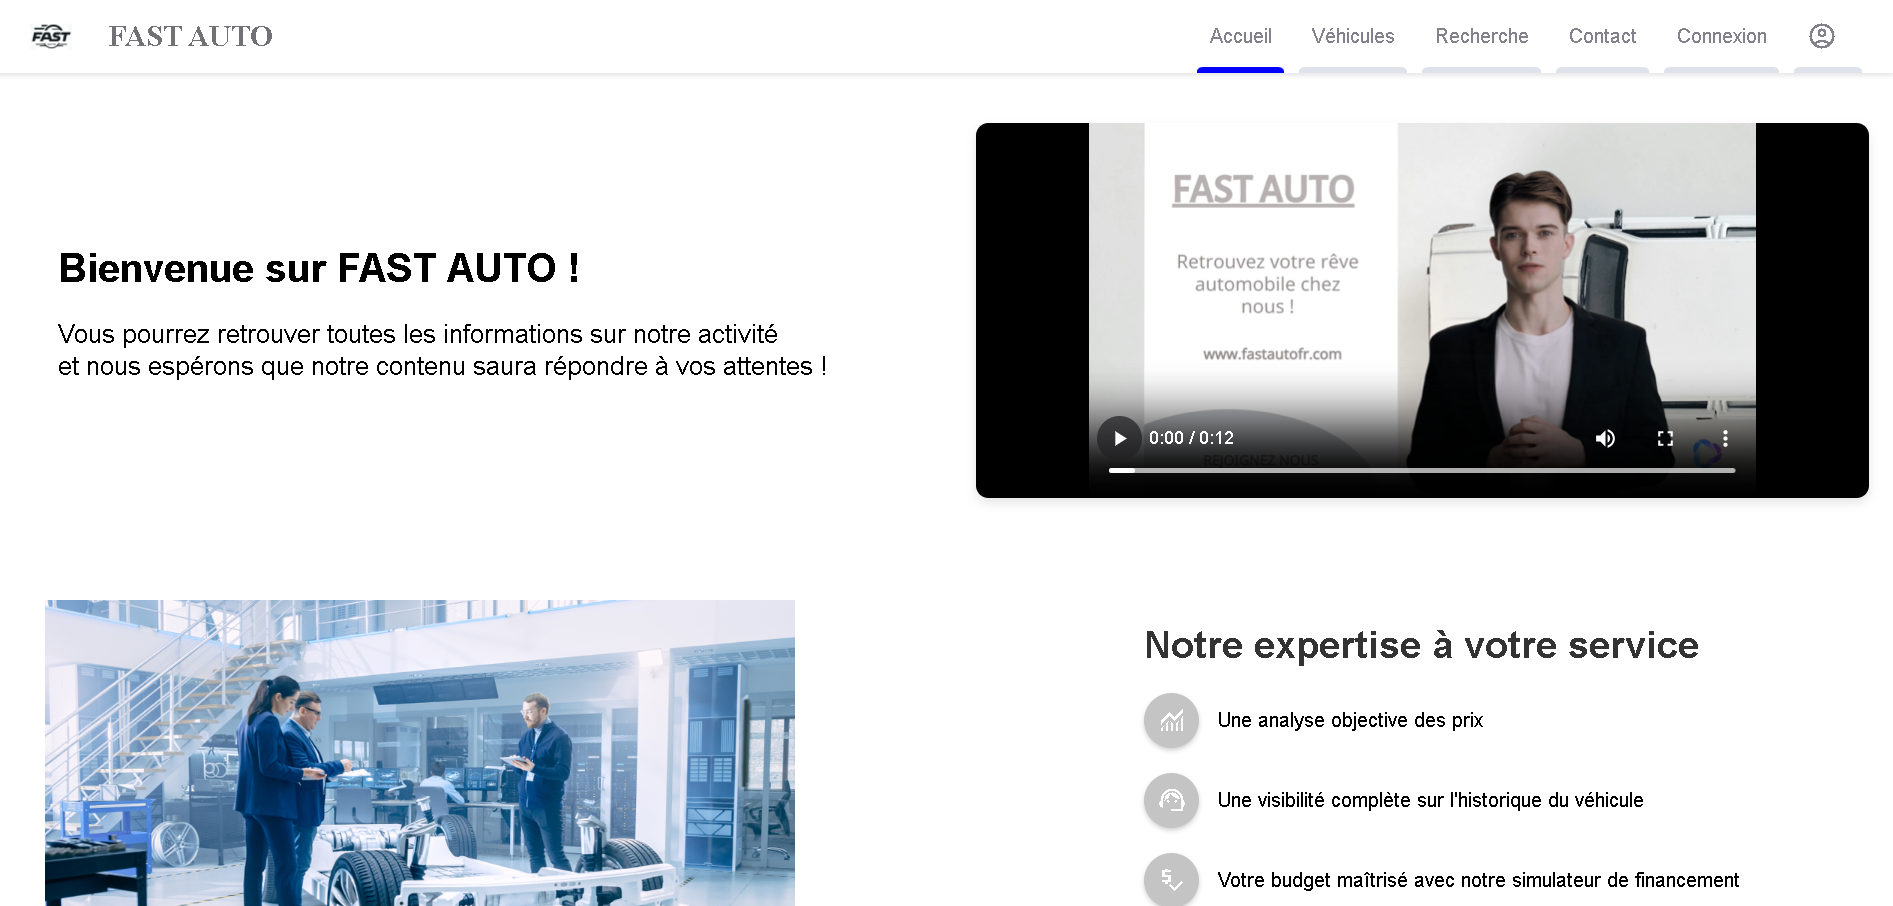 FAST
FAST AUTO
Accueil
Véhicules
Recherche
Contact
Connexion
Bienvenue sur FAST AUTO !
Vous pourrez retrouver toutes les informations sur notre activité
et nous espérons que notre contenu saura répondre à vos attentes !
FAST AUTO
Retrouvez votre rêve
automobile chez
nous !
www.fastautofr.com
REJOIGNEZ NOUS
0:00 / 0:12
Notre expertise à votre service
Une analyse objective des prix
Une visibilité complète sur l'historique du véhicule
Votre budget maîtrisé avec notre simulateur de financement